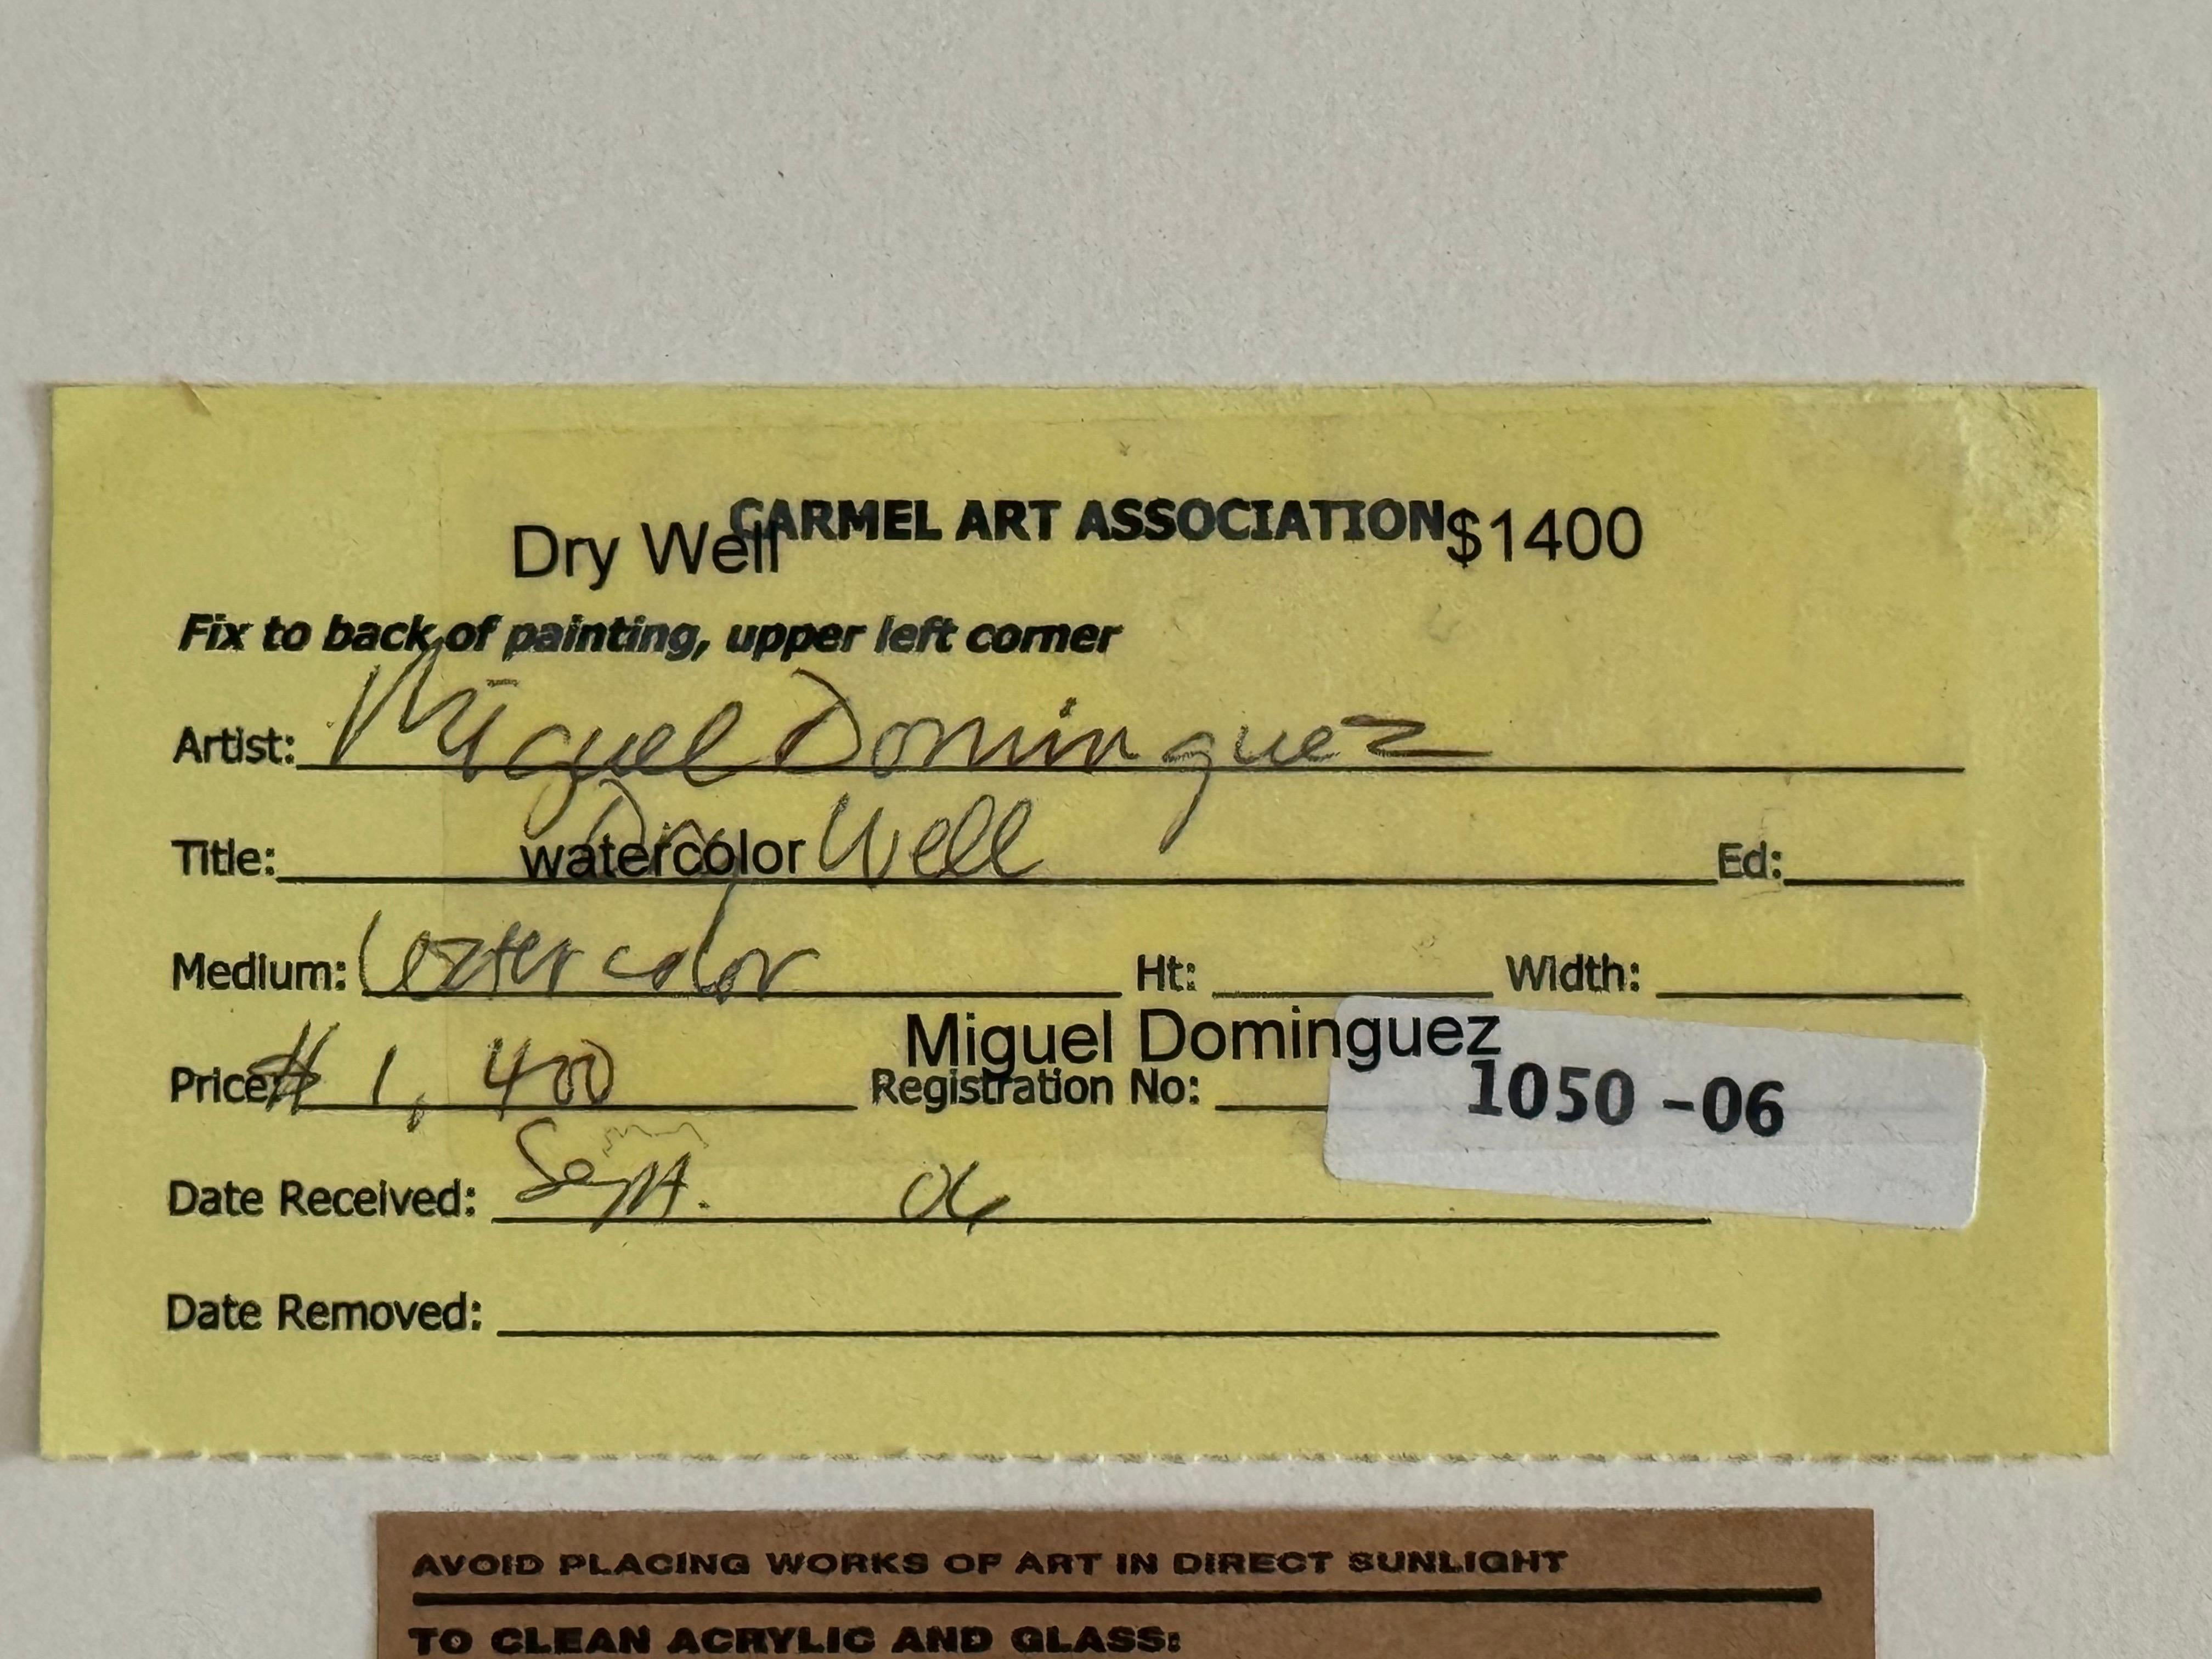 CARMEL ART ASSOCIATION
Dry Well $1400
Fix to back of painting, upper left corner
Artist: Miguel Dominguez
Title: Dry Well Ed:
watercolor
Medium: Watercolor Ht: Width:
Miguel Dominguez
Price: $1,400 Registration No: 1050 -06
Date Received: Sept. 06
Date Removed:
AVOID PLACING WORKS OF ART IN DIRECT SUNLIGHT
TO CLEAN ACRYLIC AND GLASS: